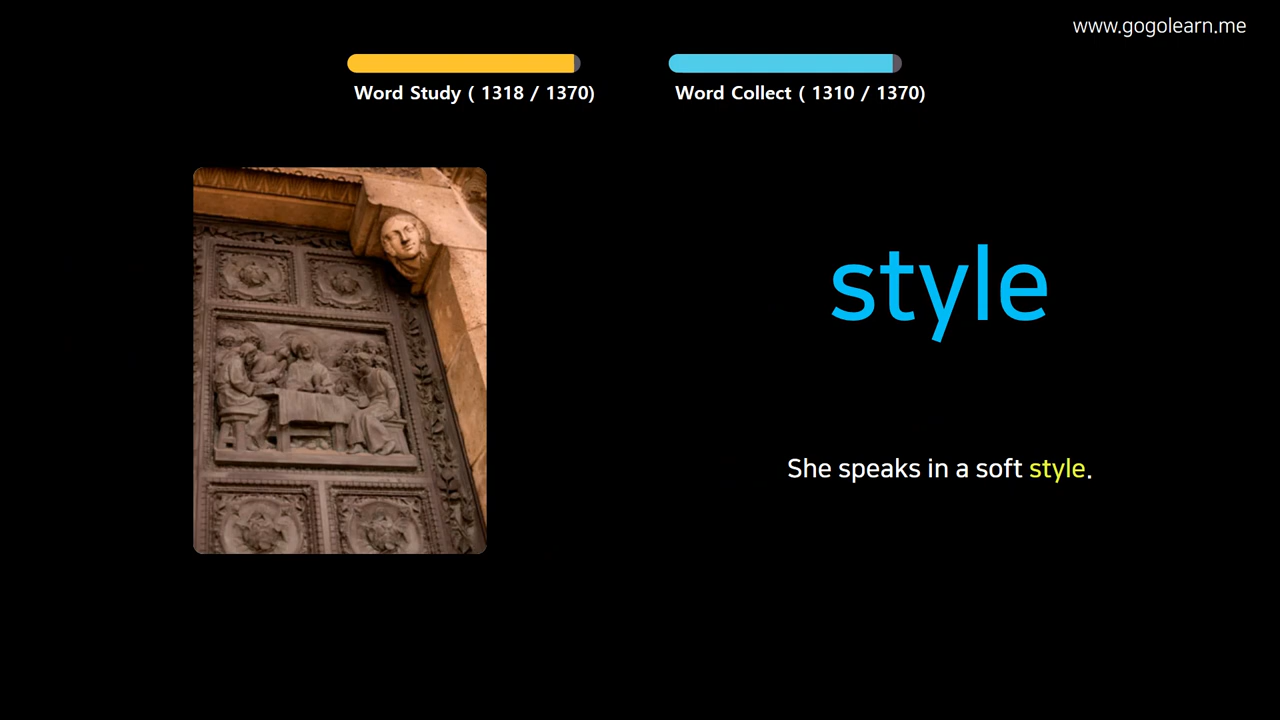 www.gogolearn.me
Word Study ( 1318 / 1370)
Word Collect ( 1310 / 1370)
style
She speaks in a soft style.